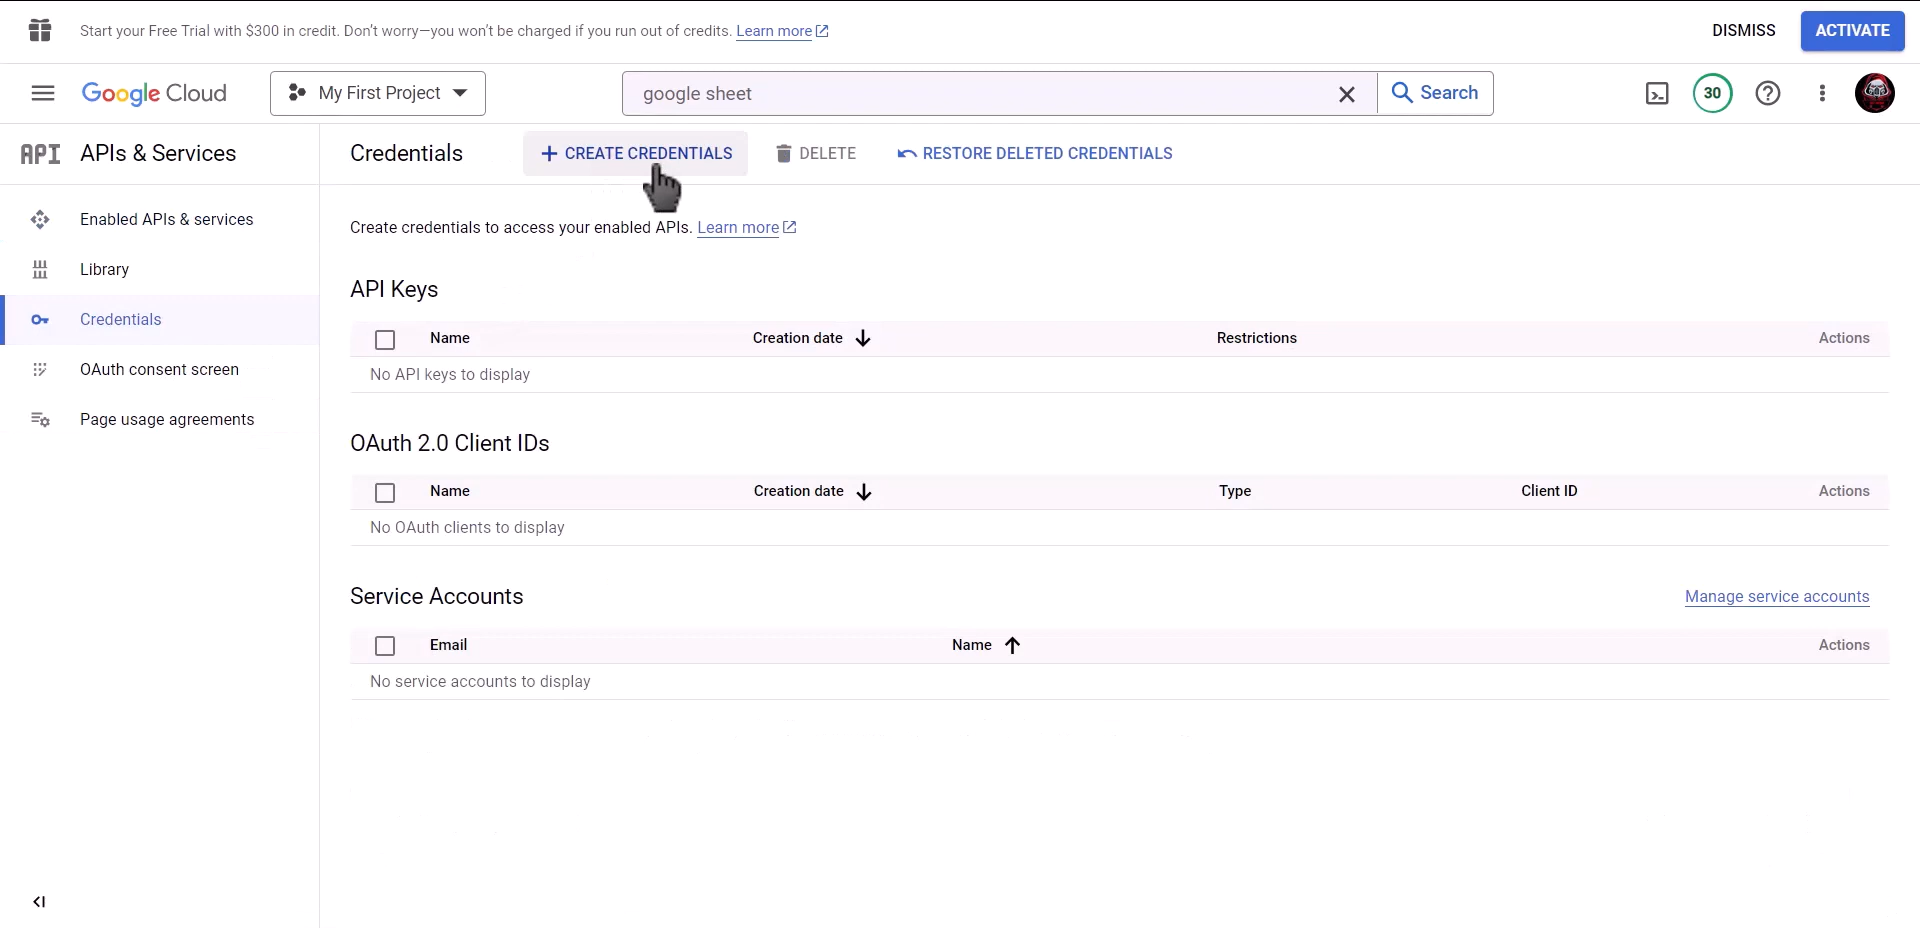 Start your Free Trial with $300 in credit. Don't worry—you won't be charged if you run out of credits. Learn more
DISMISS
ACTIVATE
Google Cloud
My First Project
google sheet
Search
30
API
APIs & Services
Credentials
CREATE CREDENTIALS
DELETE
RESTORE DELETED CREDENTIALS
Enabled APIs & services
Library
Credentials
OAuth consent screen
Page usage agreements
Create credentials to access your enabled APIs. Learn more
API Keys
Name Creation date Restrictions Actions
No API keys to display
OAuth 2.0 Client IDs
Name Creation date Type Client ID Actions
No OAuth clients to display
Service Accounts
Manage service accounts
Email Name Actions
No service accounts to display